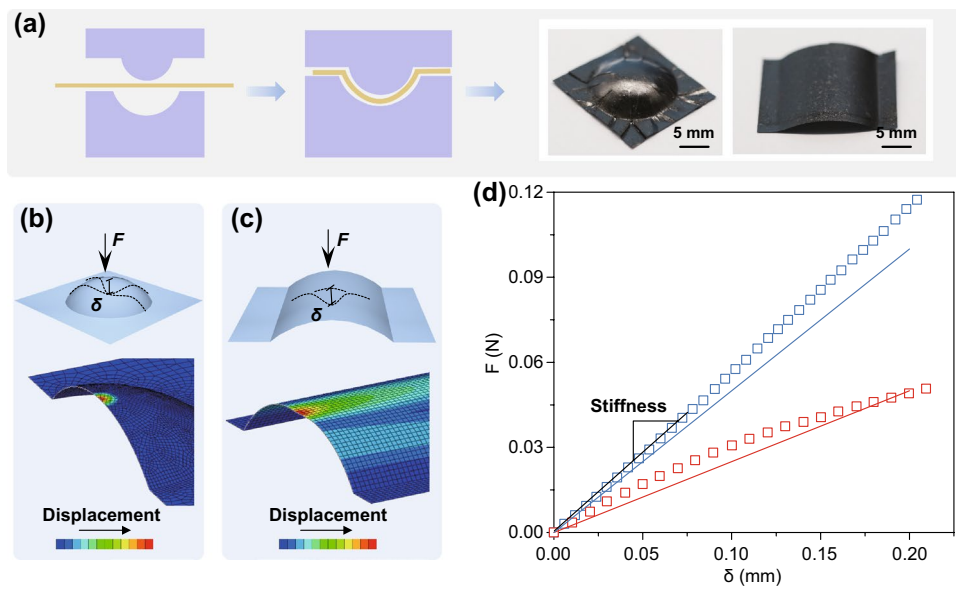 (a)
5 mm
5 mm
(b)
F
δ
Displacement
(c)
F
δ
Displacement
(d)
0.12
0.09
0.06
0.03
0.00
F (N)
Stiffness
0.00
0.05
0.10
0.15
0.20
δ (mm)